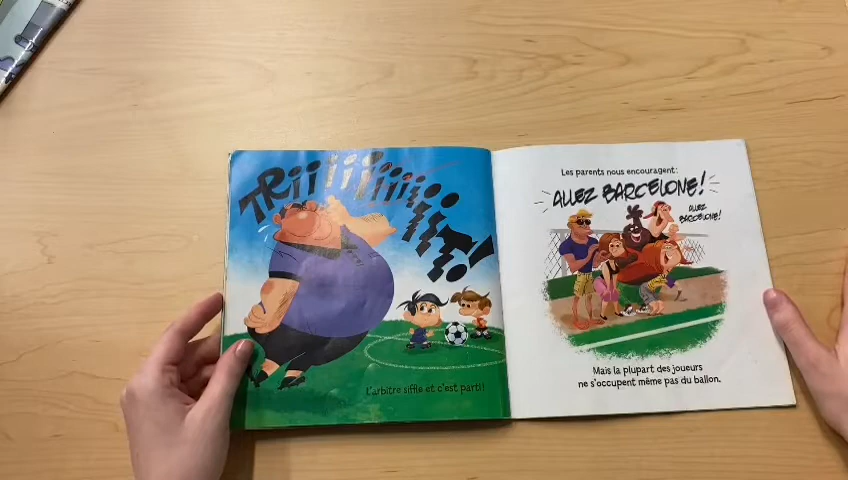 TRiiiiiiiiiiiiT!
L'arbitre siffle et c'est parti!
Les parents nous encouragent:
ALLEZ BARCELONE!
ALLEZ
BARCELONE!
Mais la plupart des joueurs
ne s'occupent même pas du ballon.